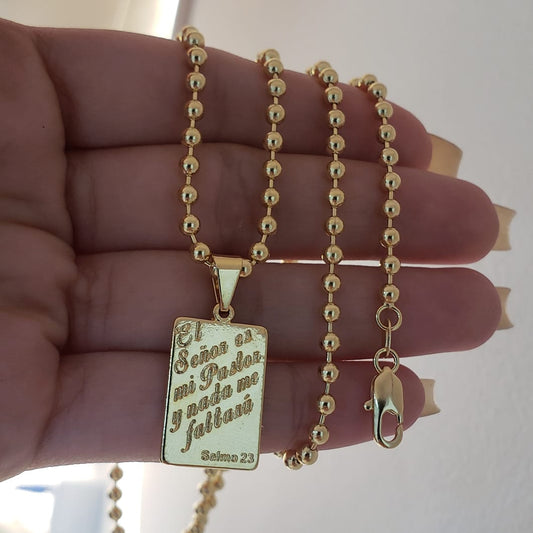 El
Señor es
mi Pastor
y nada me
faltará
Salmo 23